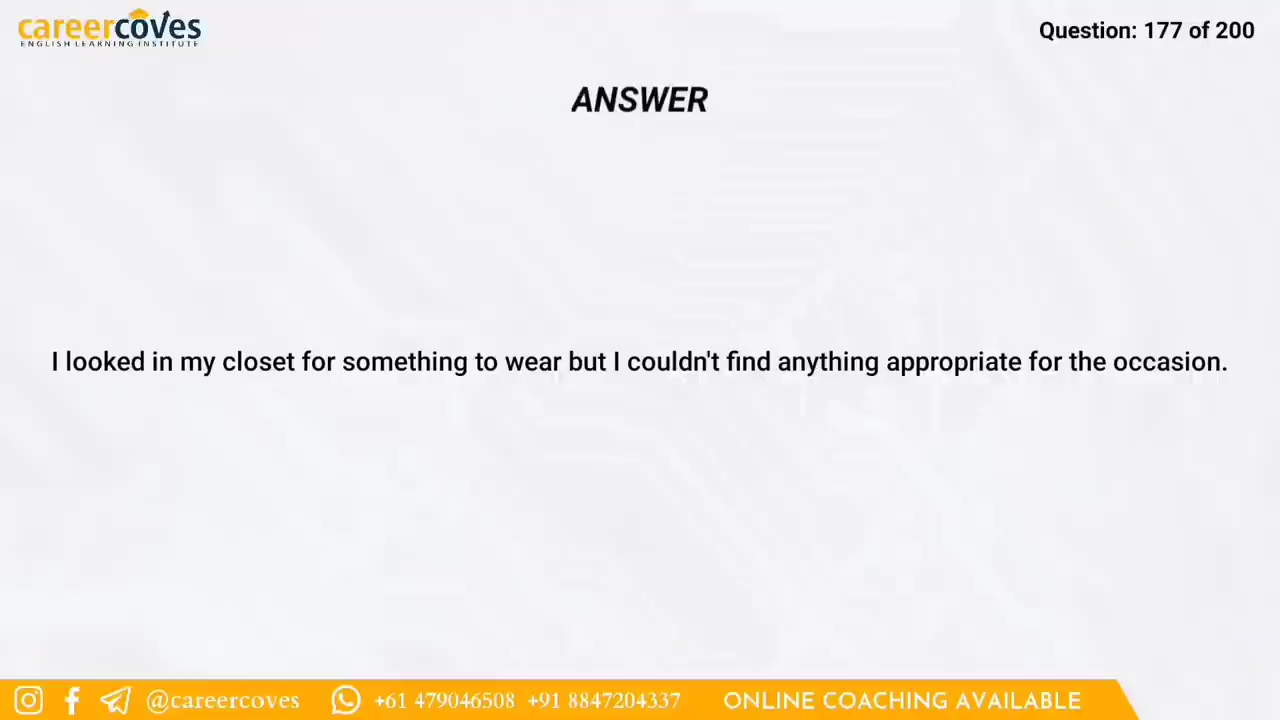 careercoves
ENGLISH LEARNING INSTITUTE
Question: 177 of 200
ANSWER
I looked in my closet for something to wear but I couldn't find anything appropriate for the occasion.
@careercoves +61 479046508 +91 8847204337 ONLINE COACHING AVAILABLE